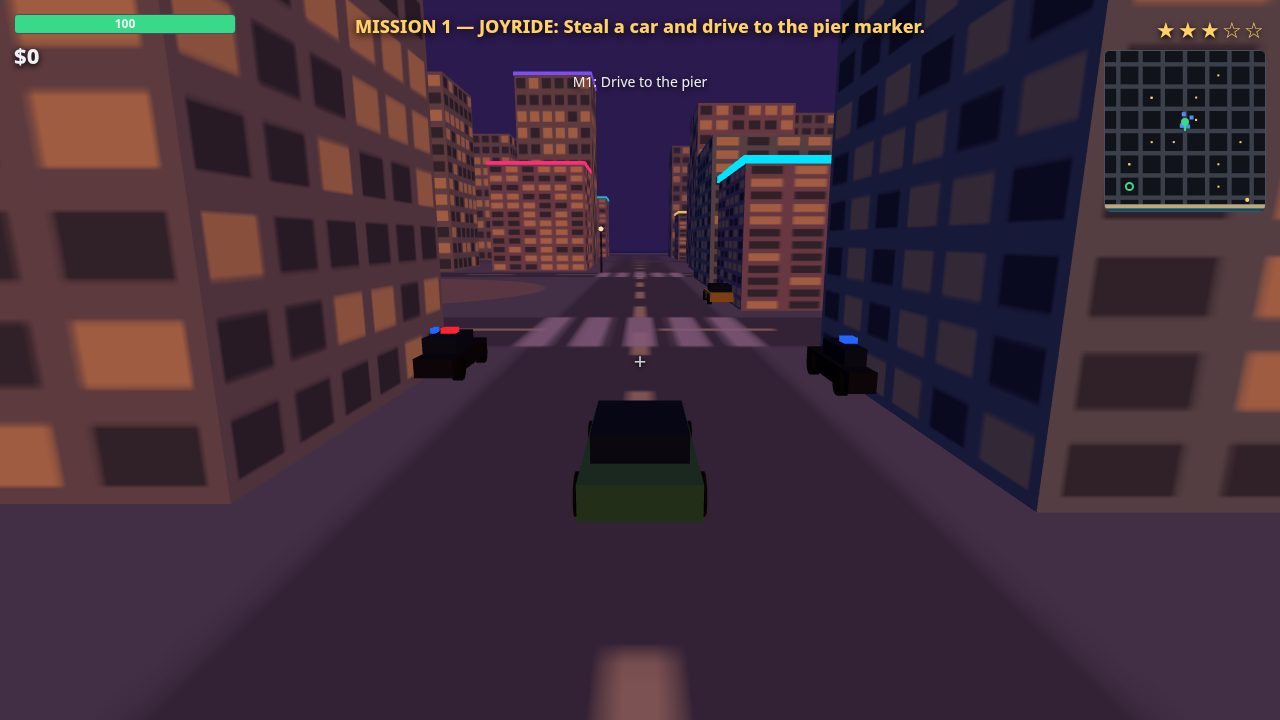 100
MISSION 1 — JOYRIDE: Steal a car and drive to the pier marker.
★★★☆☆
$0
M1: Drive to the pier